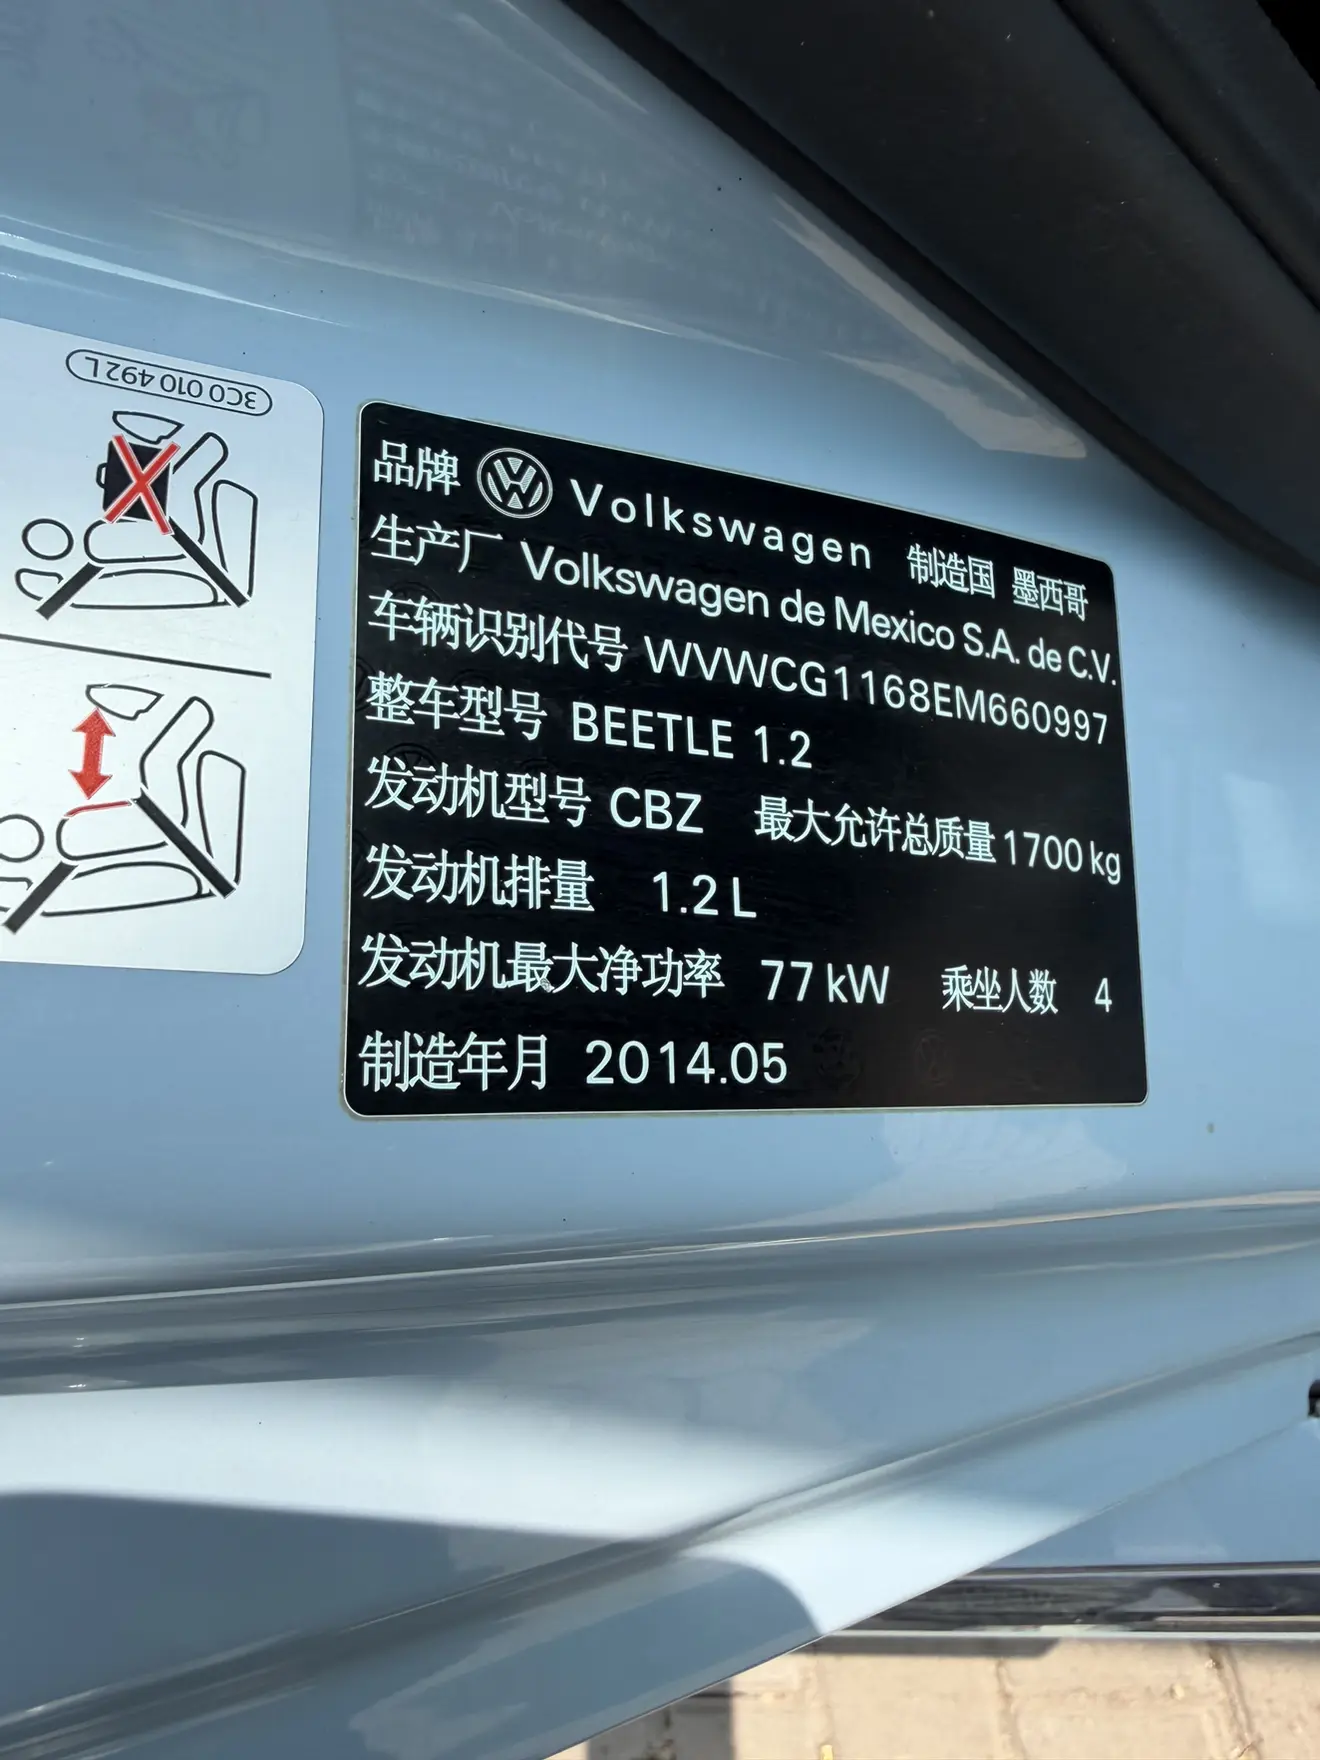 3C0 010 492 L
品牌 Volkswagen 制造国 墨西哥
生产厂 Volkswagen de Mexico S.A. de C.V.
车辆识别代号 WVWCG1168EM660997
整车型号 BEETLE 1.2
发动机型号 CBZ 最大允许总质量 1700 kg
发动机排量 1.2 L
发动机最大净功率 77 kW 乘坐人数 4
制造年月 2014.05